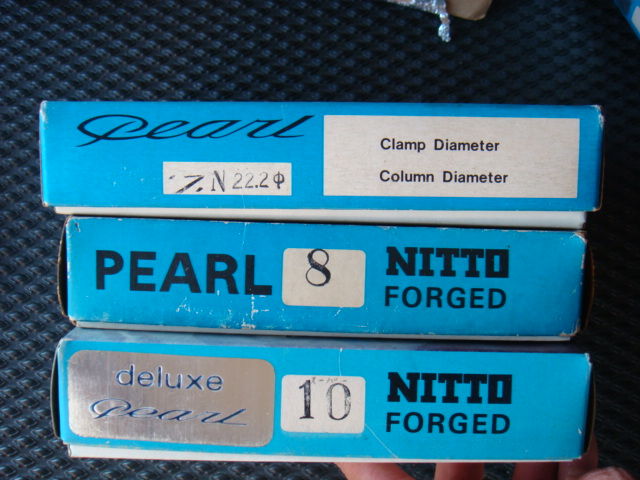 Pearl
Clamp Diameter
Column Diameter
N 22.2φ
PEARL
8
NITTO
FORGED
deluxe
Pearl
10
NITTO
FORGED